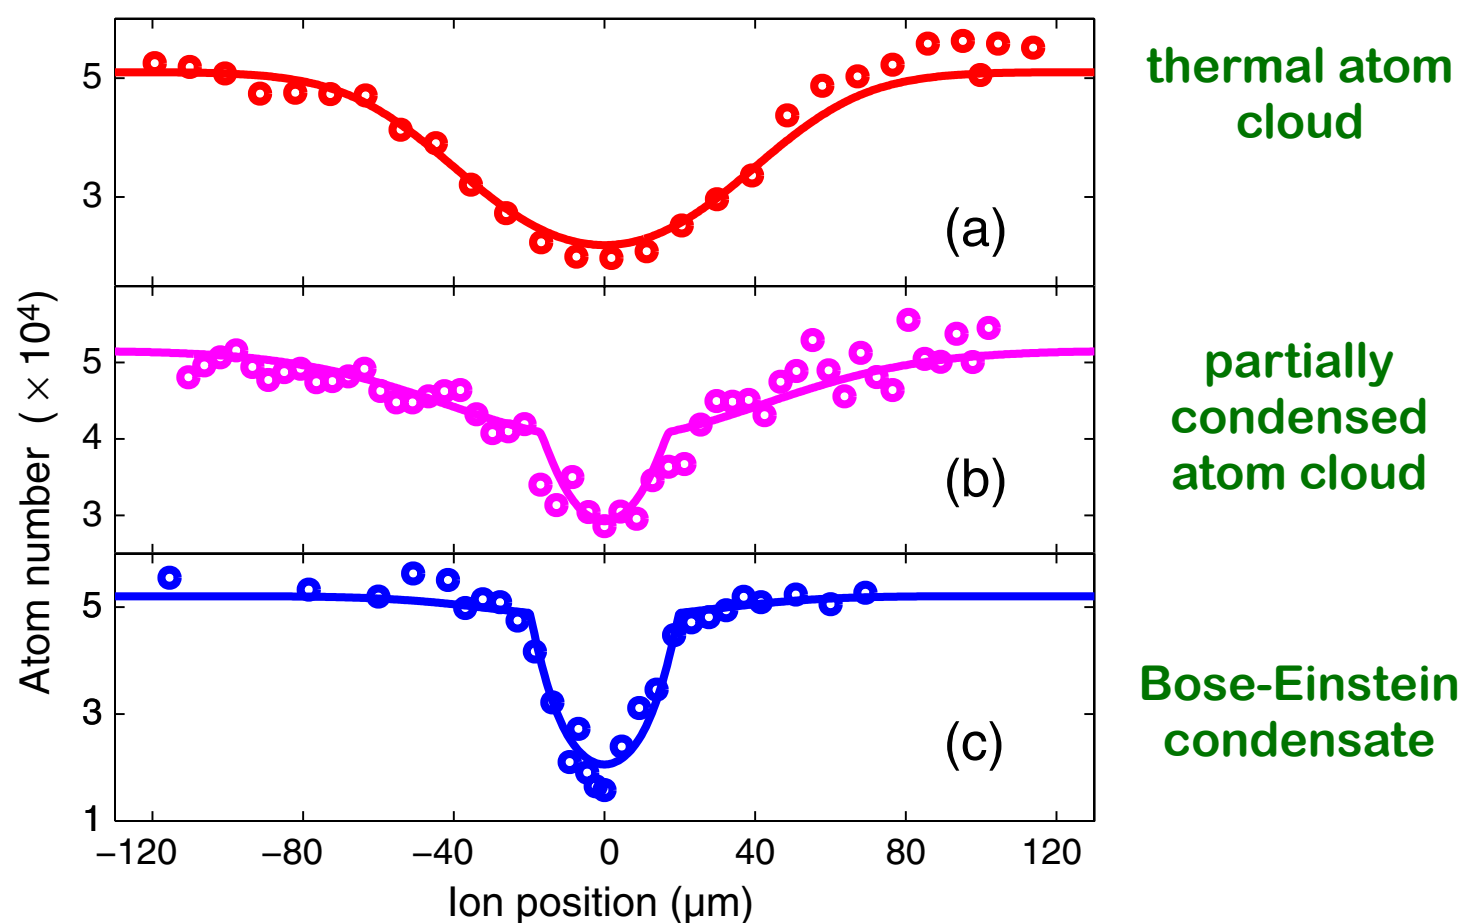 5
3
(a)
thermal atom
cloud
5
4
3
(b)
partially
condensed
atom cloud
5
3
1
(c)
Bose-Einstein
condensate
Atom number (× 10⁴)
−120 −80 −40 0 40 80 120
Ion position (μm)